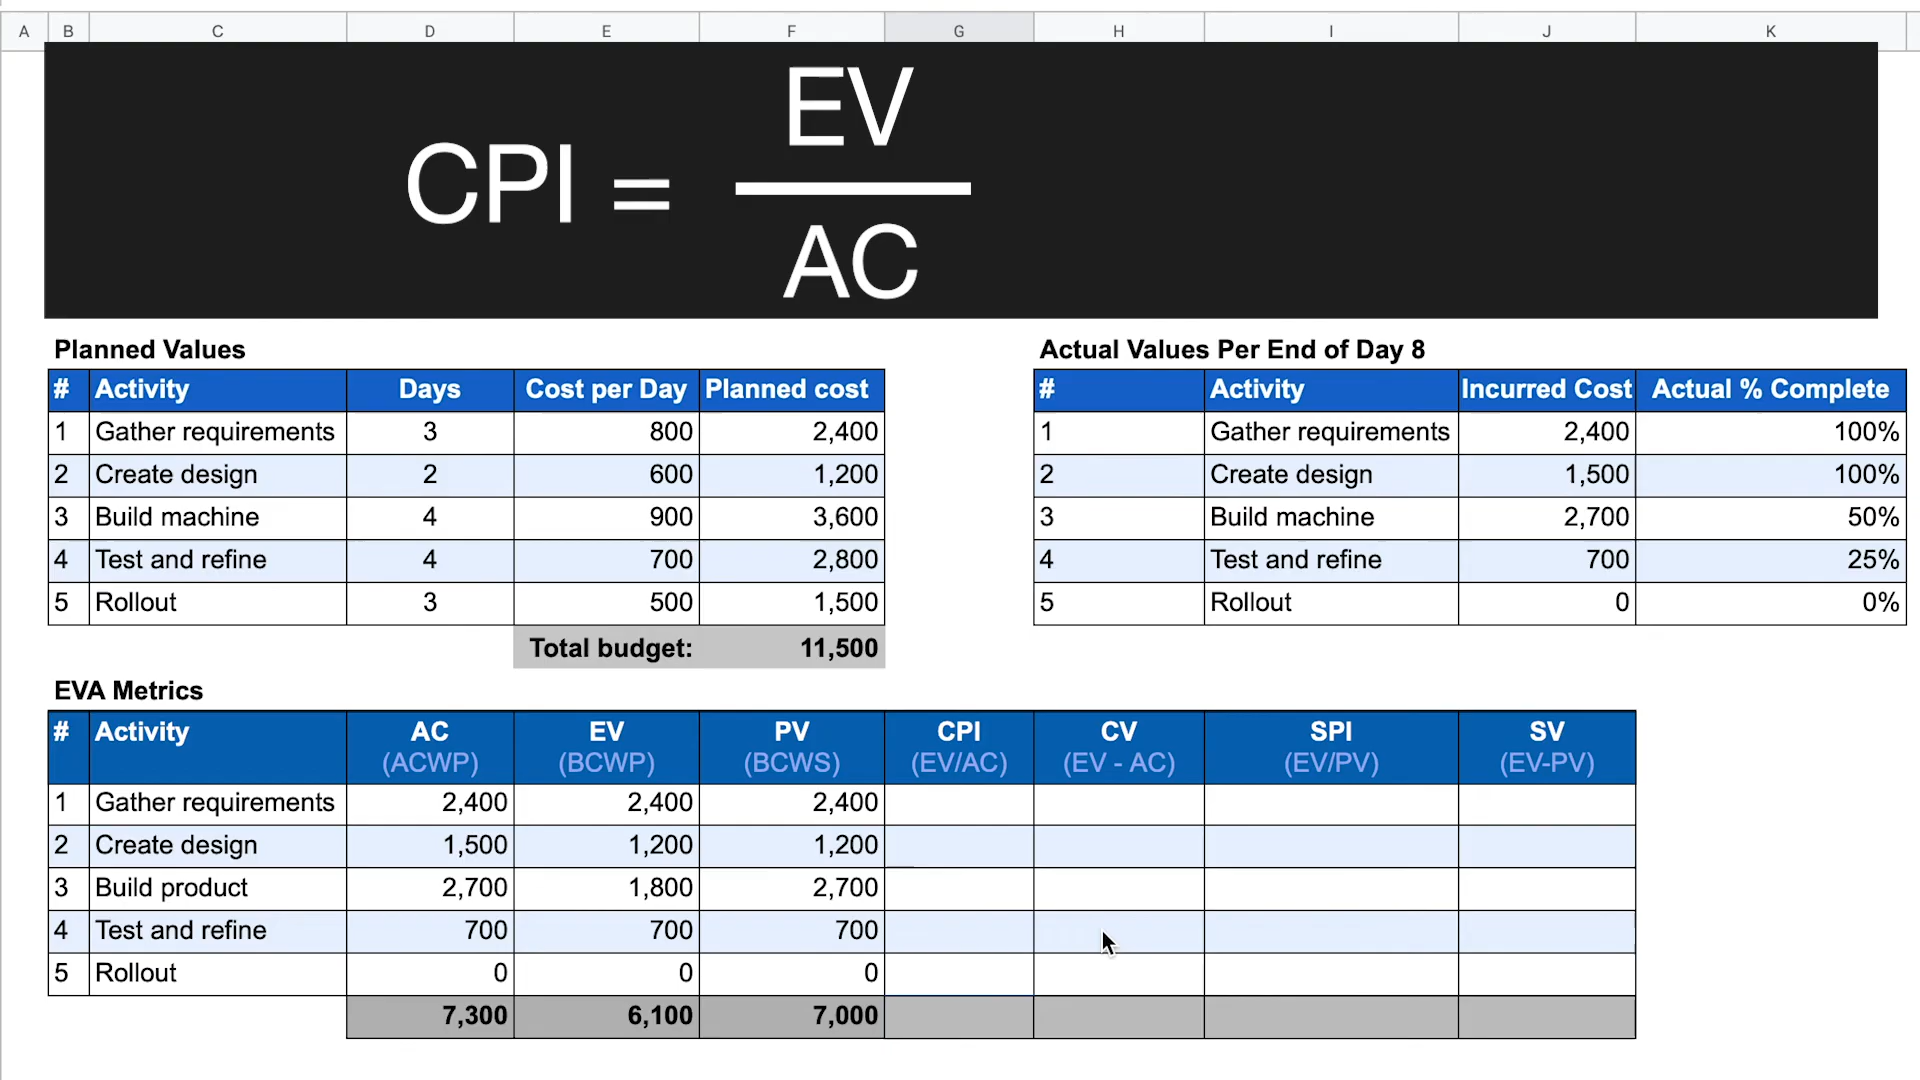 A B C D E F G H I J K
CPI = EV
AC
Planned Values
# Activity Days Cost per Day Planned cost
1 Gather requirements 3 800 2,400
2 Create design 2 600 1,200
3 Build machine 4 900 3,600
4 Test and refine 4 700 2,800
5 Rollout 3 500 1,500
Total budget: 11,500
Actual Values Per End of Day 8
# Activity Incurred Cost Actual % Complete
1 Gather requirements 2,400 100%
2 Create design 1,500 100%
3 Build machine 2,700 50%
4 Test and refine 700 25%
5 Rollout 0 0%
EVA Metrics
# Activity AC EV PV CPI CV SPI SV
(ACWP) (BCWP) (BCWS) (EV/AC) (EV - AC) (EV/PV) (EV-PV)
1 Gather requirements 2,400 2,400 2,400
2 Create design 1,500 1,200 1,200
3 Build product 2,700 1,800 2,700
4 Test and refine 700 700 700
5 Rollout 0 0 0
7,300 6,100 7,000